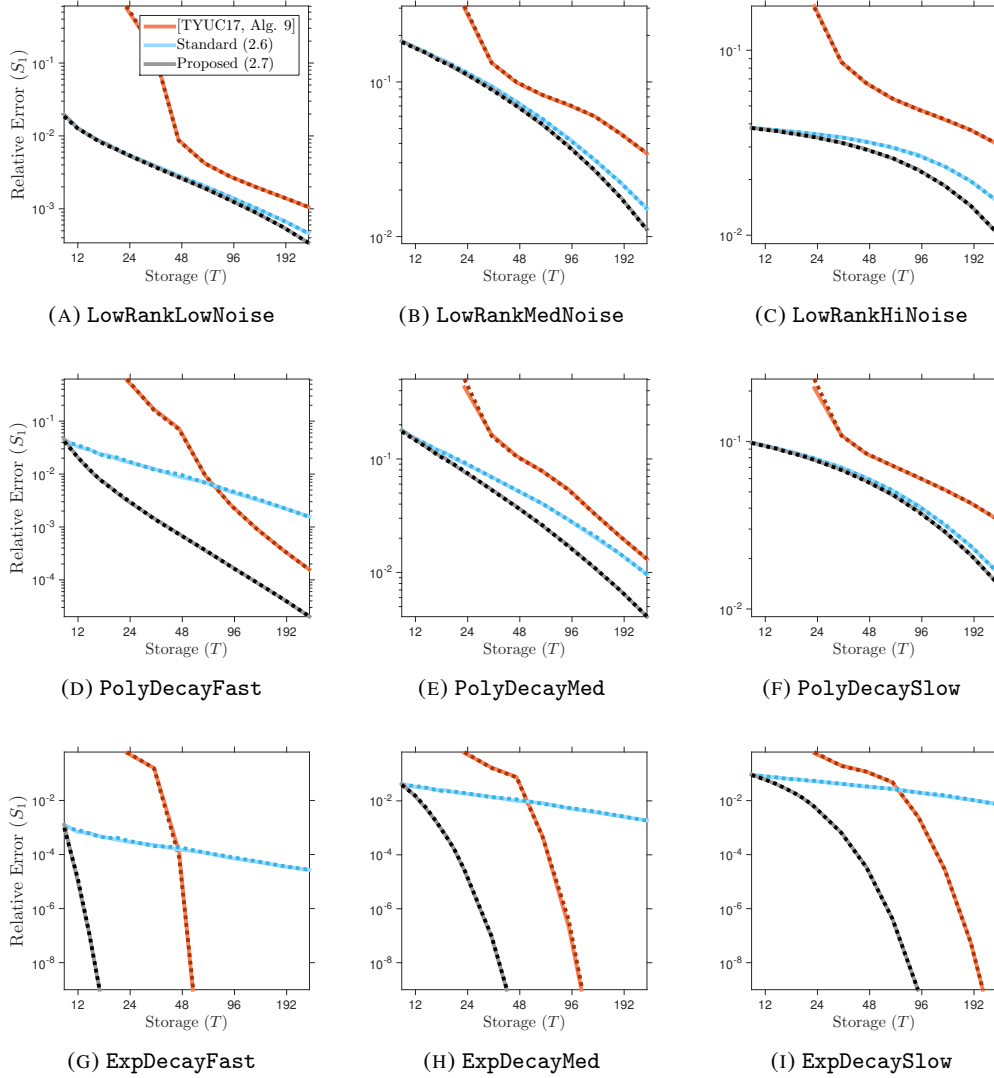 [TYUC17, Alg. 9]
Standard (2.6)
Proposed (2.7)
Relative Error (S₁)
10⁻¹
10⁻²
10⁻³
12 24 48 96 192
Storage (T)
(A) LowRankLowNoise
10⁻¹
10⁻²
12 24 48 96 192
Storage (T)
(B) LowRankMedNoise
10⁻¹
10⁻²
12 24 48 96 192
Storage (T)
(C) LowRankHiNoise
Relative Error (S₁)
10⁻¹
10⁻²
10⁻³
10⁻⁴
12 24 48 96 192
Storage (T)
(D) PolyDecayFast
10⁻¹
10⁻²
12 24 48 96 192
Storage (T)
(E) PolyDecayMed
10⁻¹
10⁻²
12 24 48 96 192
Storage (T)
(F) PolyDecaySlow
Relative Error (S₁)
10⁻²
10⁻⁴
10⁻⁶
10⁻⁸
12 24 48 96 192
Storage (T)
(G) ExpDecayFast
10⁻²
10⁻⁴
10⁻⁶
10⁻⁸
12 24 48 96 192
Storage (T)
(H) ExpDecayMed
10⁻²
10⁻⁴
10⁻⁶
10⁻⁸
12 24 48 96 192
Storage (T)
(I) ExpDecaySlow